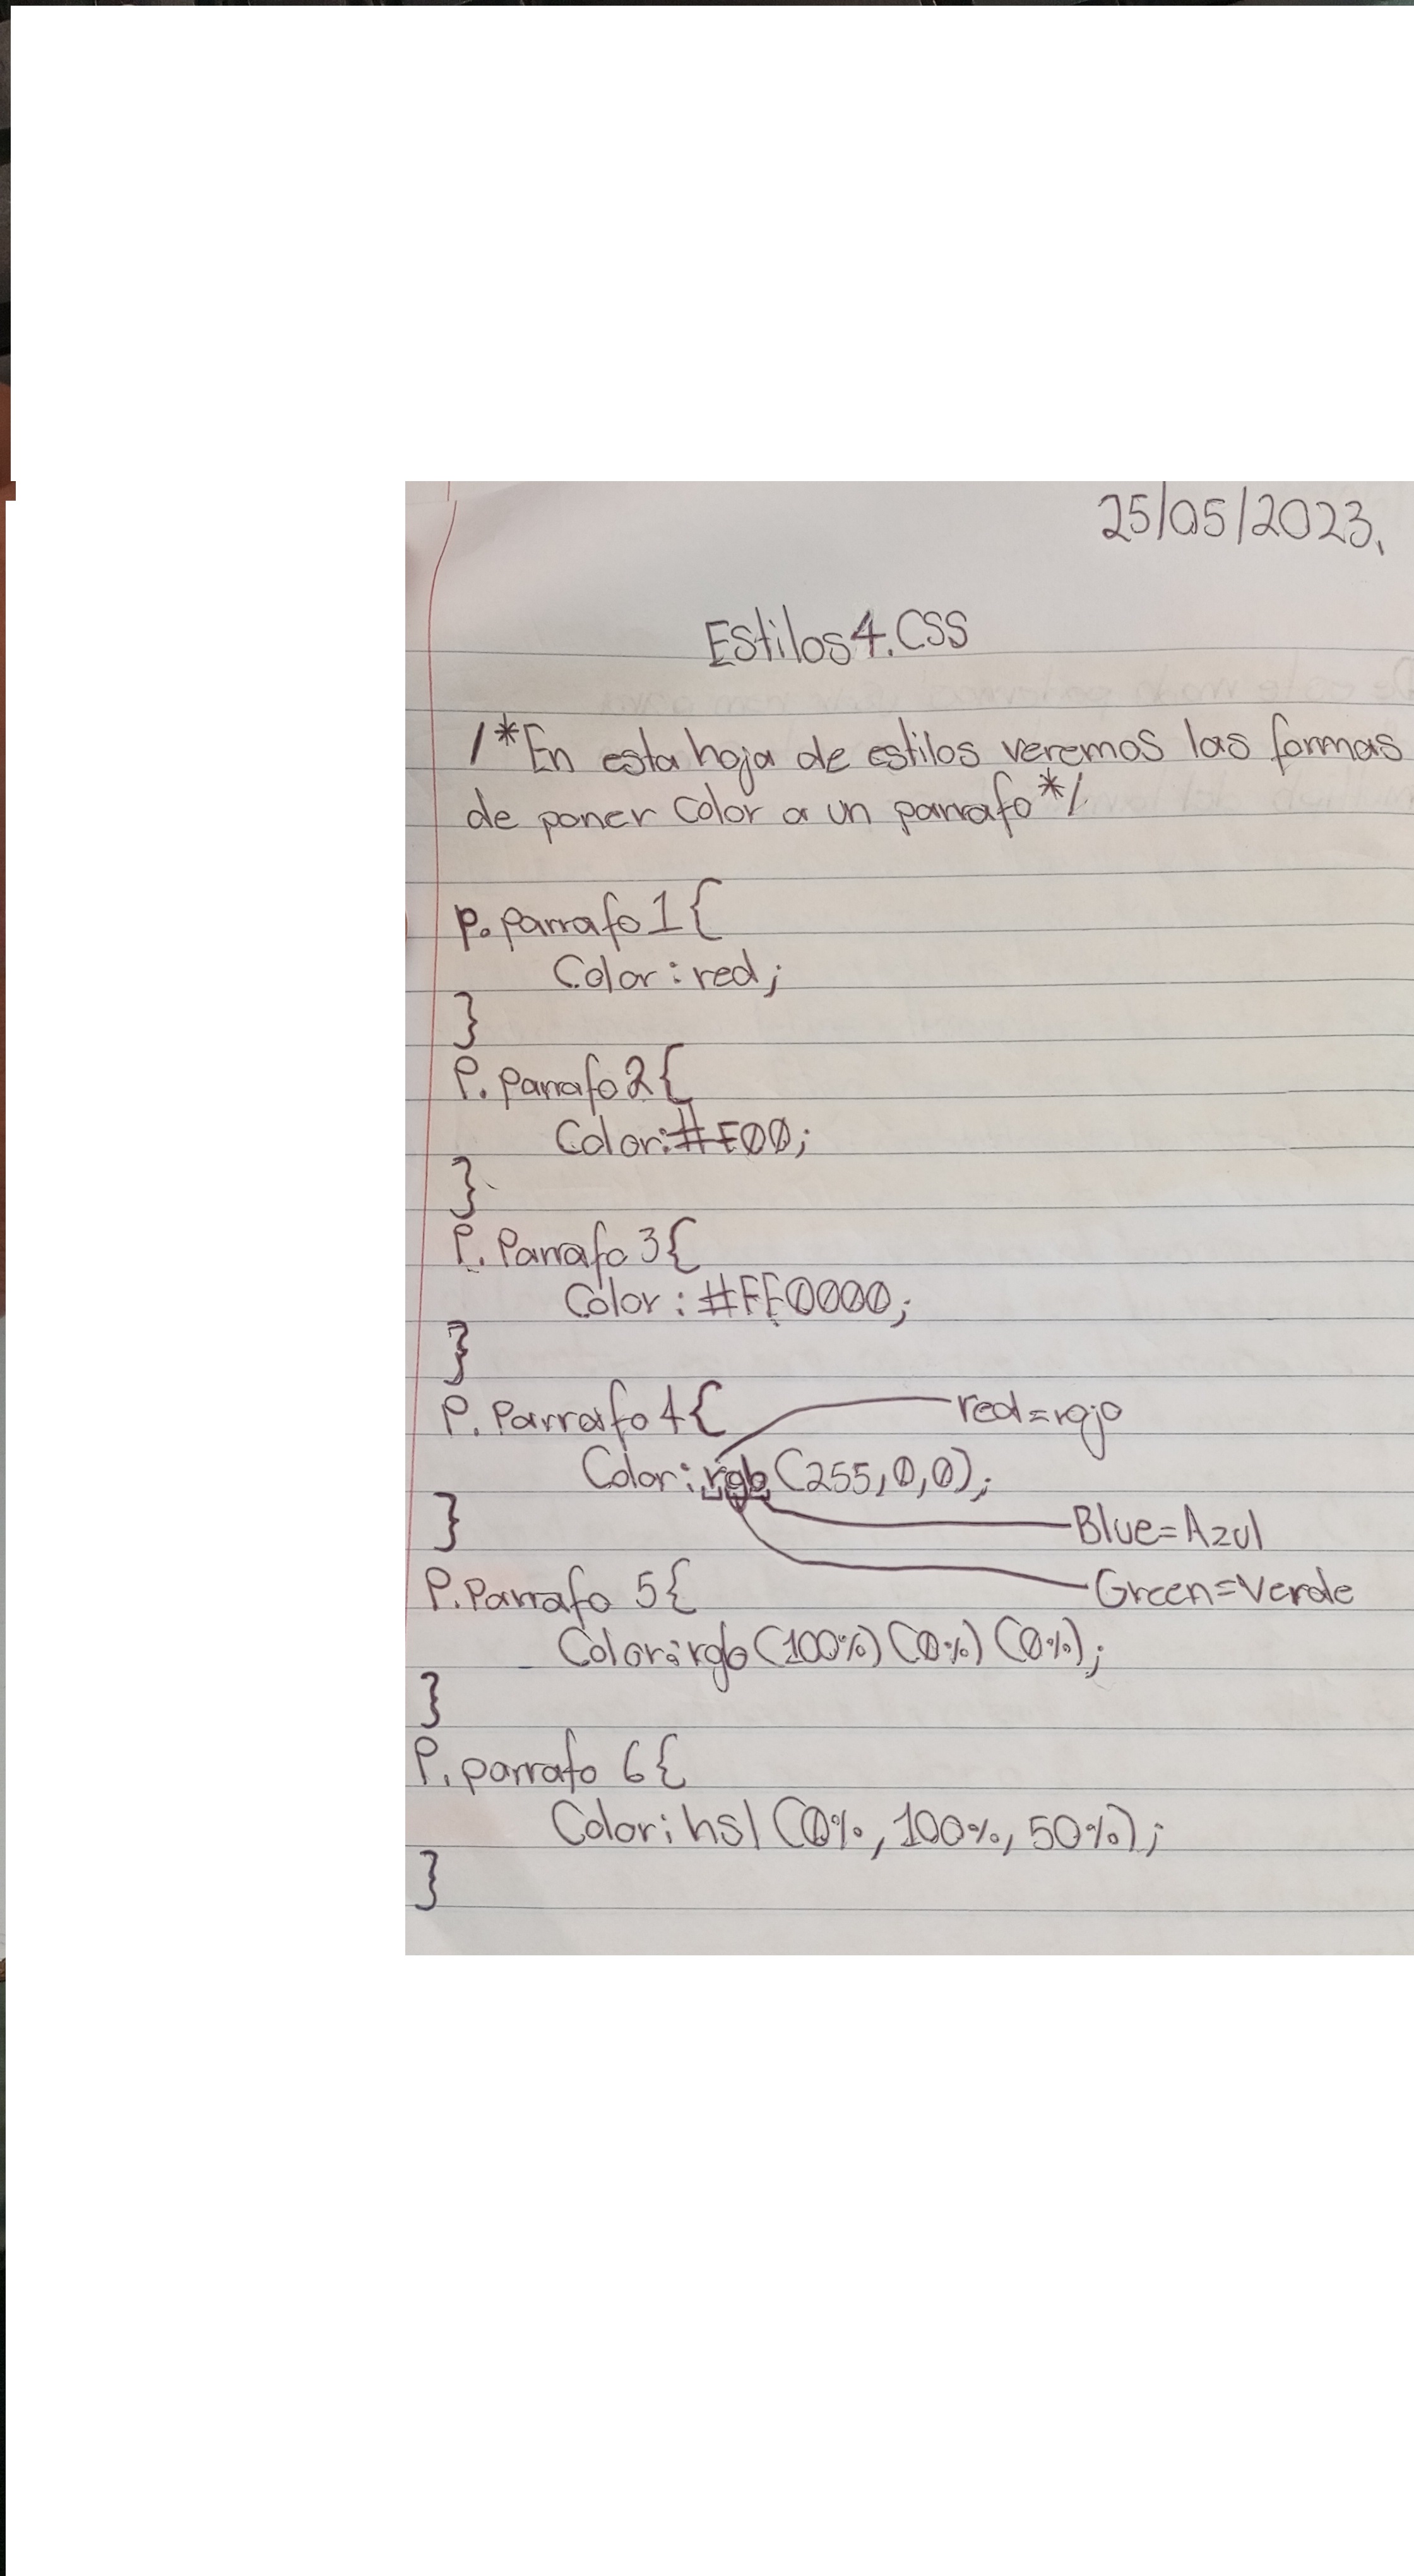 25/05/2023.
Estilos4.CSS
/*En esta hoja de estilos veremos las formas
de poner color a un parrafo*/
p.parrafo1{
Color:red;
}
P.parrafo2{
Color:#F00;
}
P.Parrafo3{
Color:#FF0000;
}
P.Parrafo4{
red=rojo
Color:rgb(255,0,0);
}
Blue=Azul
P.Parrafo 5{
Green=Verde
Color:rgb(100%)(0%)(0%);
}
P.parrafo 6{
Color:hsl(0%,100%,50%);
}